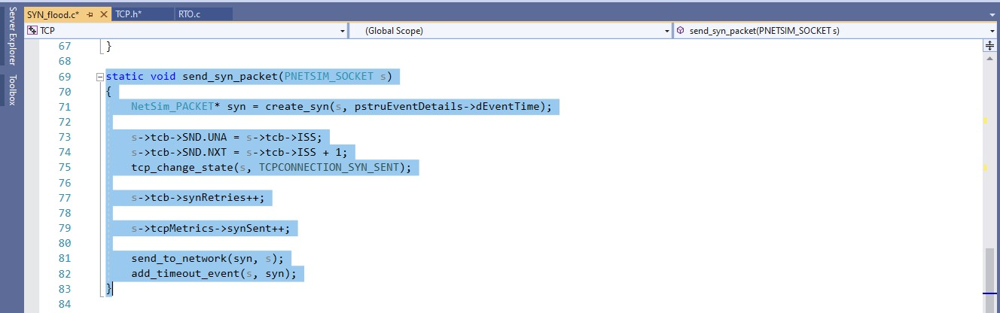 SYN_flood.c*
TCP.h*
RTO.c
Server Explorer
Toolbox
TCP
(Global Scope)
send_syn_packet(PNETSIM_SOCKET s)
67 }
68
69 static void send_syn_packet(PNETSIM_SOCKET s)
70 {
71 NetSim_PACKET* syn = create_syn(s, pstruEventDetails->dEventTime);
72
73 s->tcb->SND.UNA = s->tcb->ISS;
74 s->tcb->SND.NXT = s->tcb->ISS + 1;
75 tcp_change_state(s, TCPCONNECTION_SYN_SENT);
76
77 s->tcb->synRetries++;
78
79 s->tcpMetrics->synSent++;
80
81 send_to_network(syn, s);
82 add_timeout_event(s, syn);
83 }
84